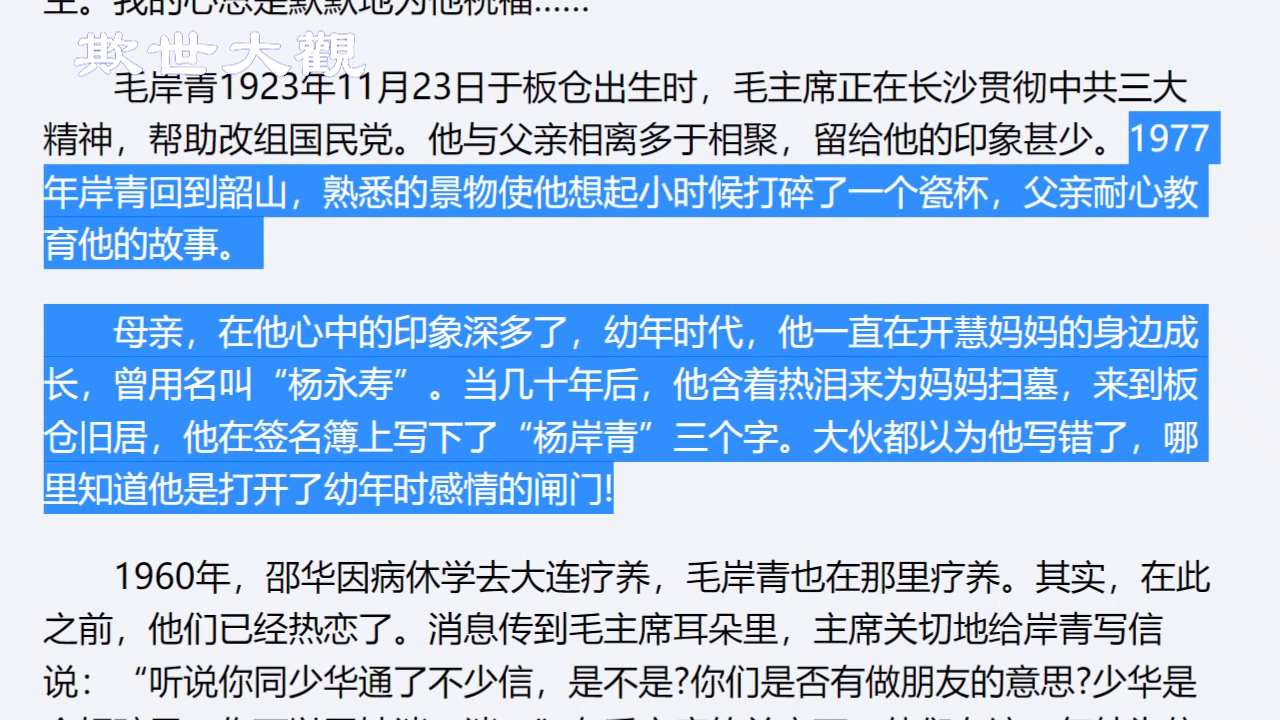 生。我的心思是默默地为他祝福……
欺世大觀
毛岸青1923年11月23日于板仓出生时，毛主席正在长沙贯彻中共三大
精神，帮助改组国民党。他与父亲相离多于相聚，留给他的印象甚少。1977
年岸青回到韶山，熟悉的景物使他想起小时候打碎了一个瓷杯，父亲耐心教
育他的故事。
母亲，在他心中的印象深多了，幼年时代，他一直在开慧妈妈的身边成
长，曾用名叫“杨永寿”。当几十年后，他含着热泪来为妈妈扫墓，来到板
仓旧居，他在签名簿上写下了“杨岸青”三个字。大伙都以为他写错了，哪
里知道他是打开了幼年时感情的闸门!
1960年，邵华因病休学去大连疗养，毛岸青也在那里疗养。其实，在此
之前，他们已经热恋了。消息传到毛主席耳朵里，主席关切地给岸青写信
说：“听说你同少华通了不少信，是不是?你们是否有做朋友的意思?少华是